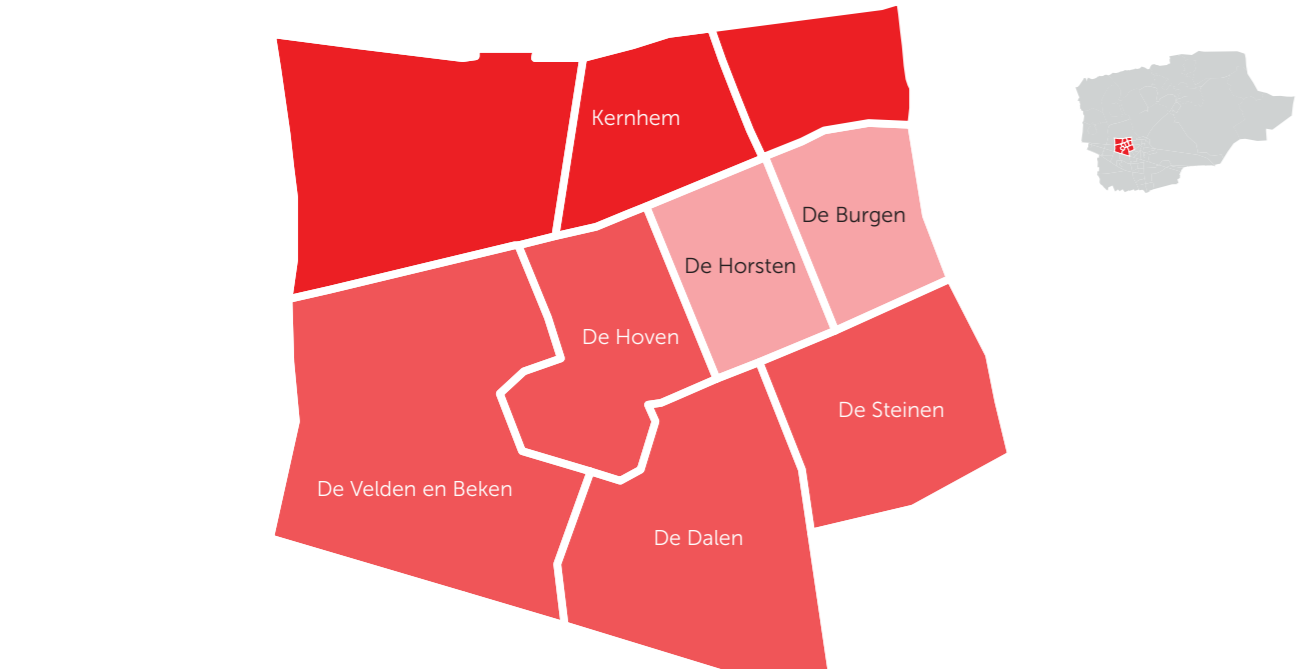 Kernhem
De Burgen
De Horsten
De Hoven
De Steinen
De Velden en Beken
De Dalen